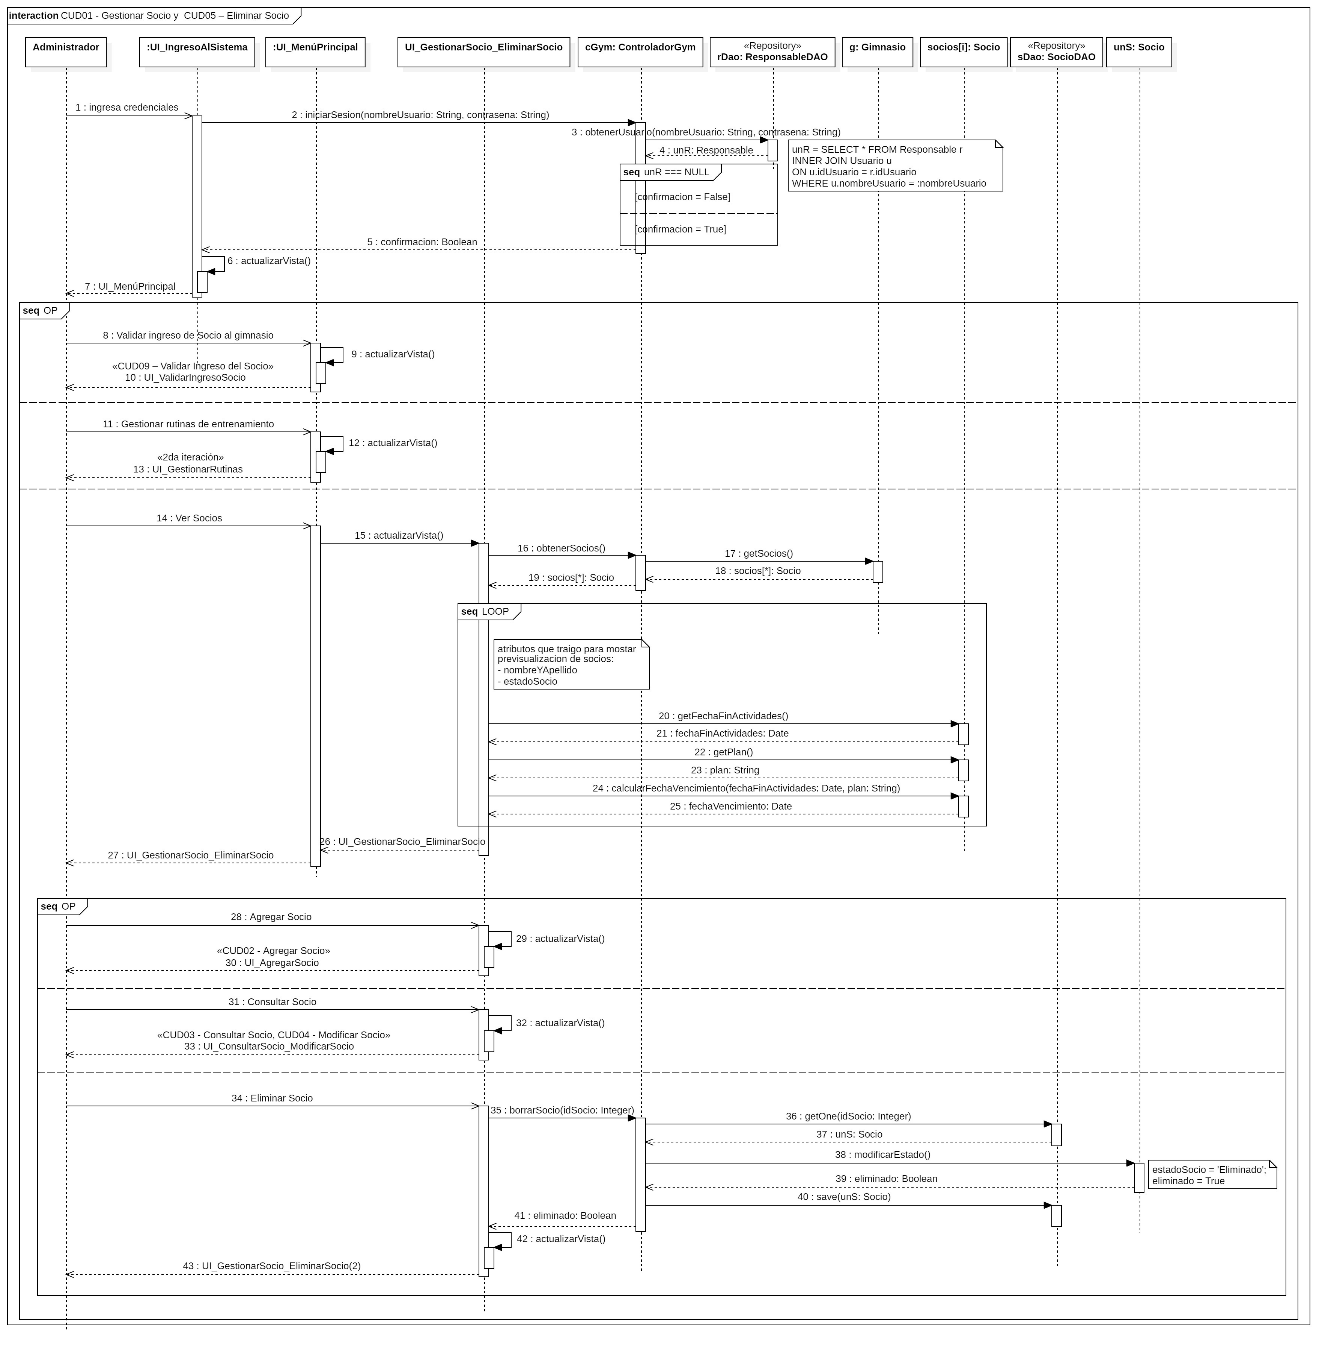 interaction CUD01 - Gestionar Socio y  CUD05 – Eliminar Socio
Administrador
:UI_IngresoAlSistema
:UI_MenúPrincipal
UI_GestionarSocio_EliminarSocio
cGym: ControladorGym
«Repository»
rDao: ResponsableDAO
g: Gimnasio
socios[i]: Socio
«Repository»
sDao: SocioDAO
unS: Socio
1 : ingresa credenciales
2 : iniciarSesion(nombreUsuario: String, contrasena: String)
3 : obtenerUsuario(nombreUsuario: String, contrasena: String)
4 : unR: Responsable
unR = SELECT * FROM Responsable r
INNER JOIN Usuario u
ON u.idUsuario = r.idUsuario
WHERE u.nombreUsuario = :nombreUsuario
seq unR === NULL
[confirmacion = False]
[confirmacion = True]
5 : confirmacion: Boolean
6 : actualizarVista()
7 : UI_MenúPrincipal
seq OP
8 : Validar ingreso de Socio al gimnasio
9 : actualizarVista()
«CUD09 – Validar Ingreso del Socio»
10 : UI_ValidarIngresoSocio
11 : Gestionar rutinas de entrenamiento
12 : actualizarVista()
«2da iteración»
13 : UI_GestionarRutinas
14 : Ver Socios
15 : actualizarVista()
16 : obtenerSocios()
17 : getSocios()
18 : socios[*]: Socio
19 : socios[*]: Socio
seq LOOP
atributos que traigo para mostar
previsualizacion de socios:
- nombreYApellido
- estadoSocio
20 : getFechaFinActividades()
21 : fechaFinActividades: Date
22 : getPlan()
23 : plan: String
24 : calcularFechaVencimiento(fechaFinActividades: Date, plan: String)
25 : fechaVencimiento: Date
26 : UI_GestionarSocio_EliminarSocio
27 : UI_GestionarSocio_EliminarSocio
seq OP
28 : Agregar Socio
29 : actualizarVista()
«CUD02 - Agregar Socio»
30 : UI_AgregarSocio
31 : Consultar Socio
32 : actualizarVista()
«CUD03 - Consultar Socio, CUD04 - Modificar Socio»
33 : UI_ConsultarSocio_ModificarSocio
34 : Eliminar Socio
35 : borrarSocio(idSocio: Integer)
36 : getOne(idSocio: Integer)
37 : unS: Socio
38 : modificarEstado()
estadoSocio = 'Eliminado';
eliminado = True
39 : eliminado: Boolean
40 : save(unS: Socio)
41 : eliminado: Boolean
42 : actualizarVista()
43 : UI_GestionarSocio_EliminarSocio(2)